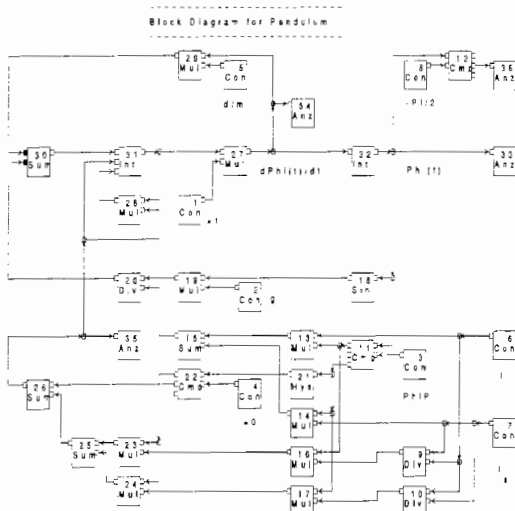 Block Diagram for Pendulum
29 Mul
5 Con
d/m
8 Con
-Pi/2
12 Cmp
36 Anz
34 Anz
30 Sum
31 Int
27 Mul
dPhi(t)/dt
32 Int
Phi(t)
33 Anz
28 Mul
1 Con
*1
20 Div
19 Mul
2 Con
g
18 Sin
35 Anz
15 Sum
13 Mul
11 Cmp
3 Con
PhiP
6 Con
l
26 Sum
22 Cmp
4 Con
*0
21 Hys
14 Mul
7 Con
l
25 Sum
23 Mul
16 Mul
9 Div
24 Mul
17 Mul
10 Div